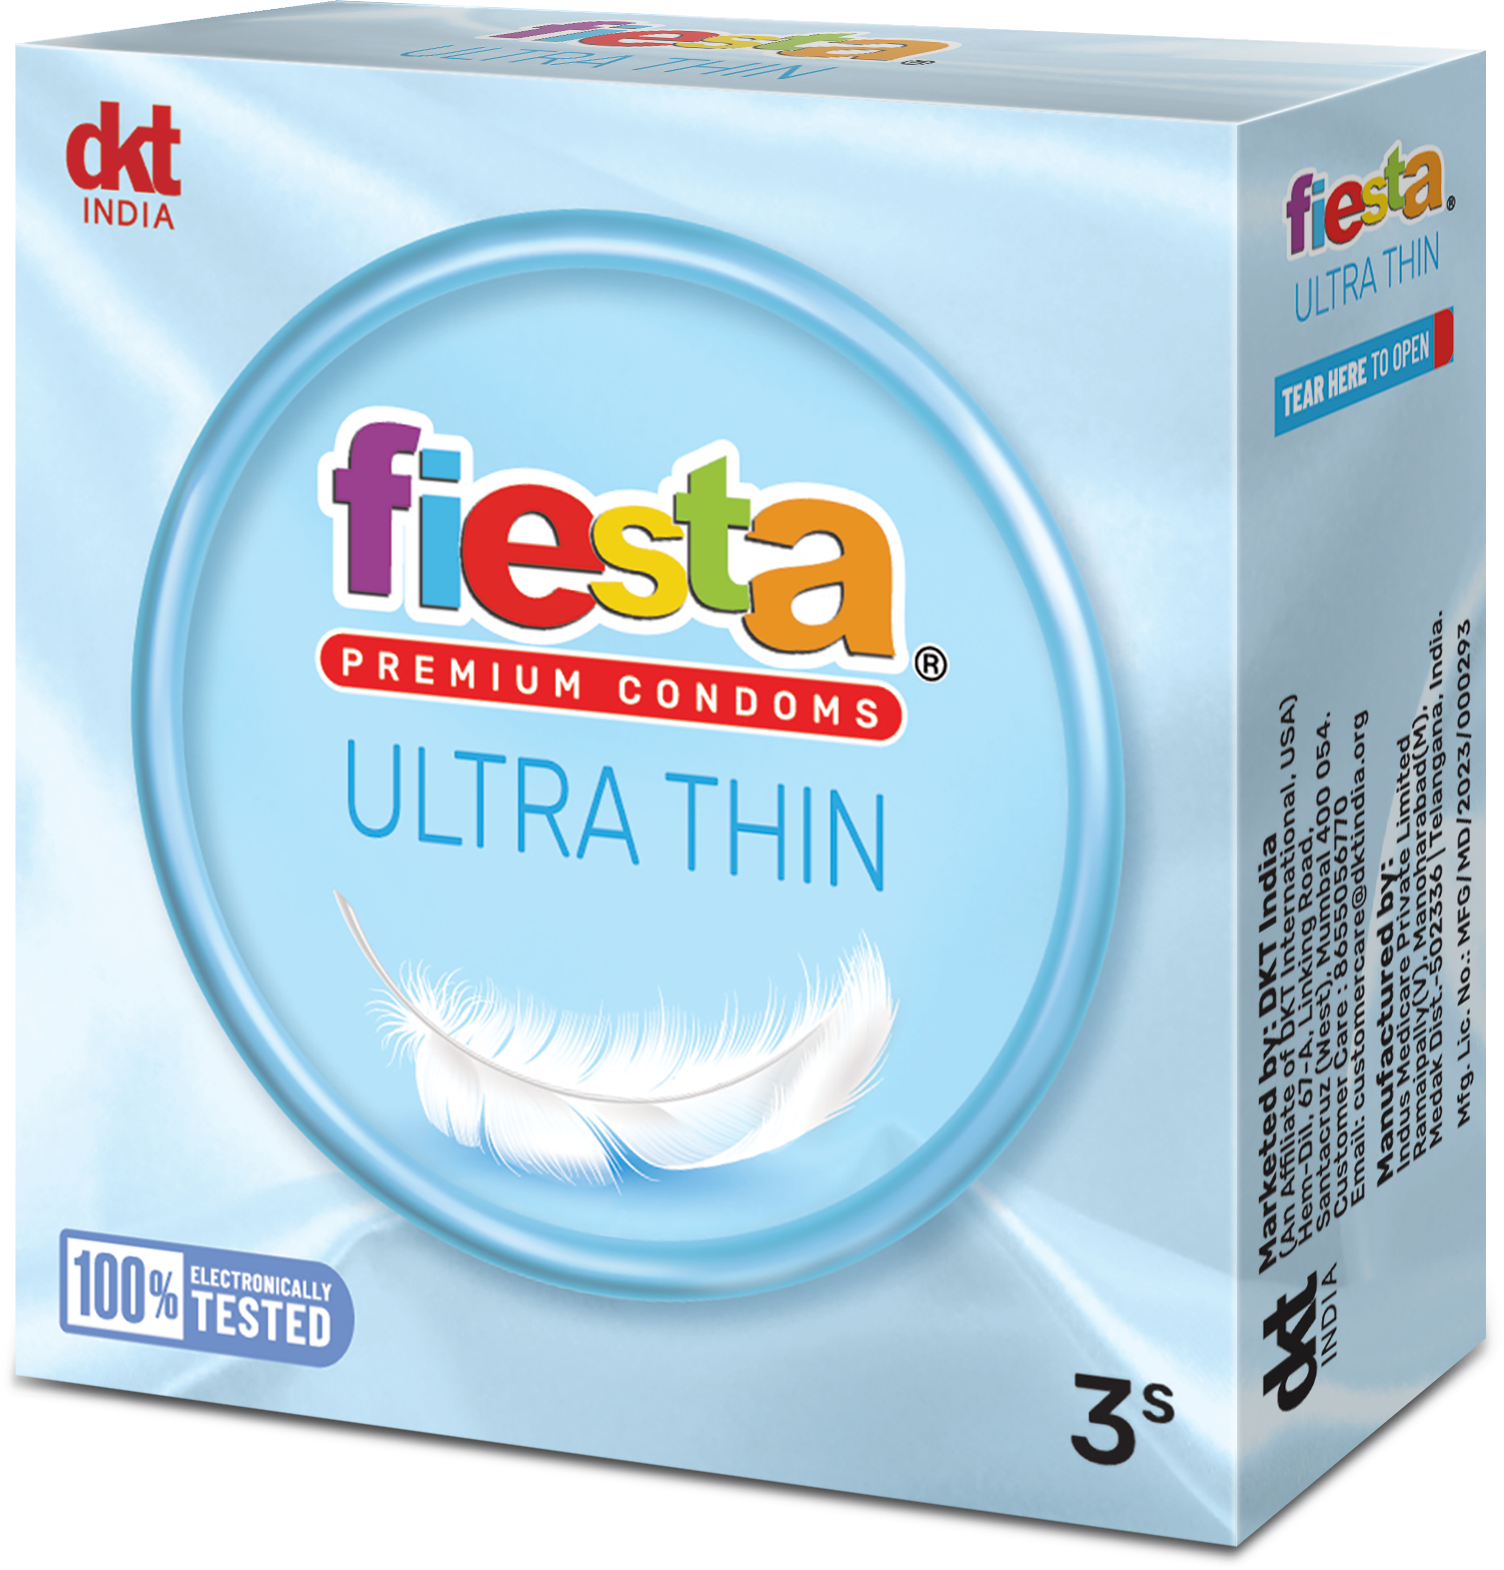 fiesta®
ULTRA THIN
dkt
INDIA
fiesta®
PREMIUM CONDOMS
ULTRA THIN
100% ELECTRONICALLY
TESTED
3s
fiesta®
ULTRA THIN
TEAR HERE TO OPEN
Marketed by: DKT India
(An Affiliate of DKT International, USA)
Hem-Dil, 67-A, Linking Road,
Santacruz (West), Mumbai 400 054.
Customer Care: 8655056770
Email: customercare@dktindia.org
Manufactured by:
Indus Medicare Private Limited
Ramaipally(V), Manoharabad(M),
Medak Dist.-502336 | Telangana, India.
Mfg. Lic. No.: MFG/MD/2023/000293
dkt
INDIA